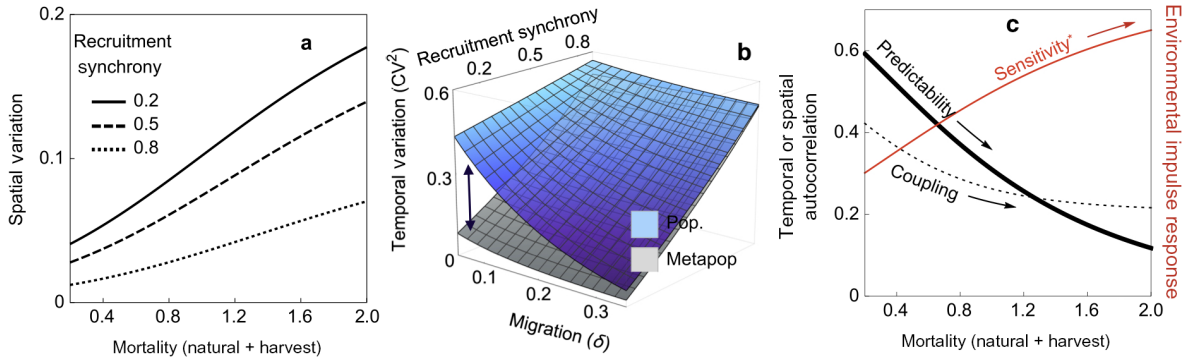 a
0.2
0.1
0
Spatial variation
Recruitment
synchrony
0.2
0.5
0.8
0.4
0.8
1.2
1.6
2.0
Mortality (natural + harvest)
b
Recruitment synchrony
0.2
0.5
0.8
Temporal variation (CV²)
0.6
0.3
0
0.1
0.2
0.3
Migration (δ)
Pop.
Metapop
c
Temporal or spatial
autocorrelation
0.6
0.4
0.2
0
Predictability
Sensitivity*
Coupling
0.4
0.8
1.2
1.6
2.0
Mortality (natural + harvest)
Environmental impulse response